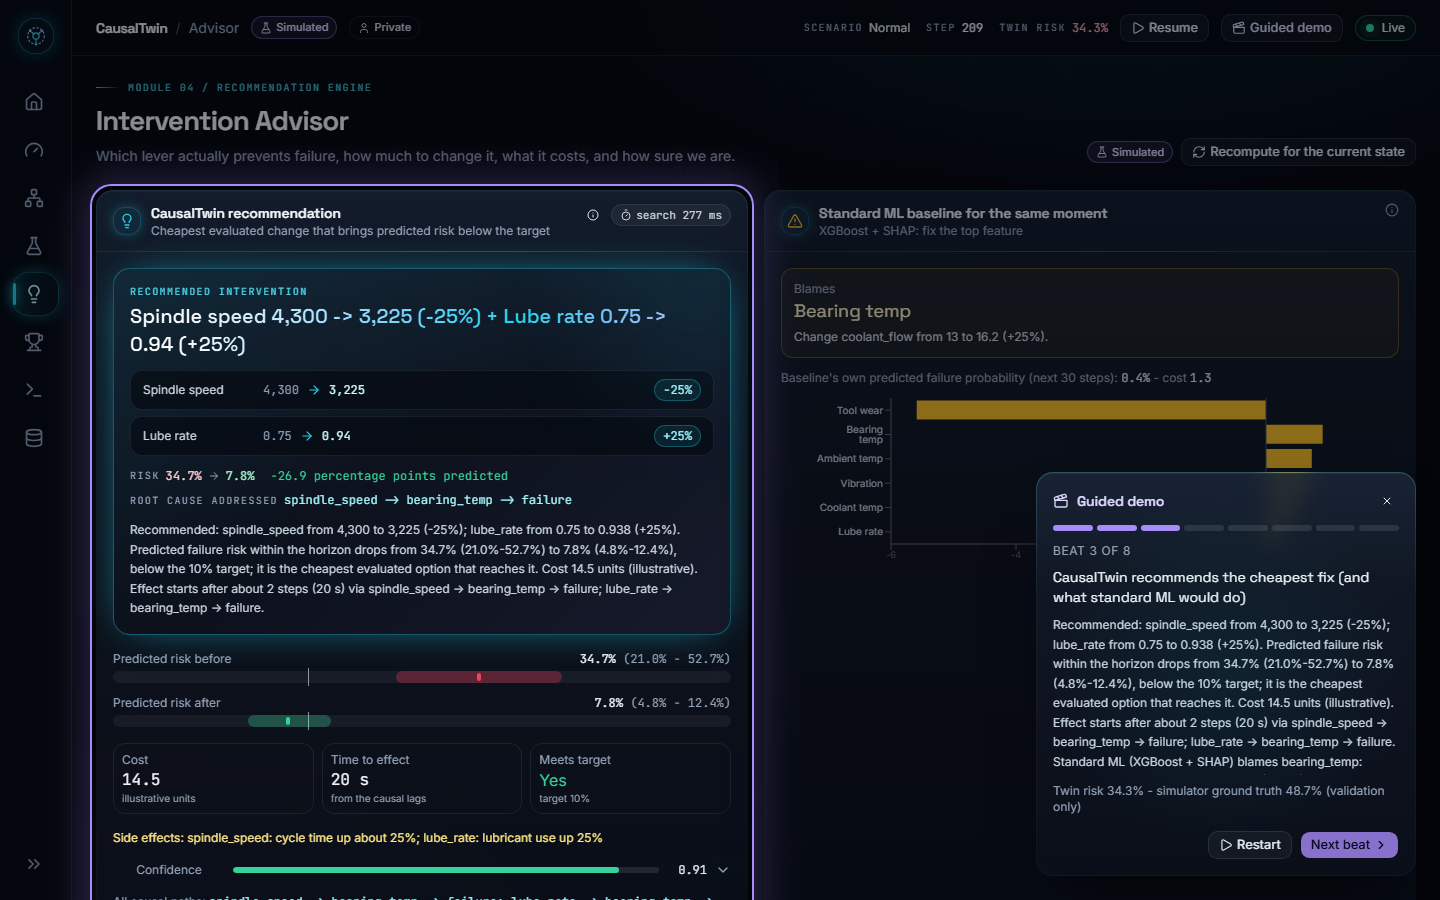 CausalTwin / Advisor Simulated Private SCENARIO Normal STEP 209 TWIN RISK 34.3% Resume Guided demo Live
MODULE 04 / RECOMMENDATION ENGINE
Intervention Advisor
Which lever actually prevents failure, how much to change it, what it costs, and how sure we are.
Simulated Recompute for the current state
CausalTwin recommendation
Cheapest evaluated change that brings predicted risk below the target
search 277 ms
RECOMMENDED INTERVENTION
Spindle speed 4,300 -> 3,225 (-25%) + Lube rate 0.75 ->
0.94 (+25%)
Spindle speed 4,300 → 3,225 -25%
Lube rate 0.75 → 0.94 +25%
RISK 34.7% → 7.8% -26.9 percentage points predicted
ROOT CAUSE ADDRESSED spindle_speed → bearing_temp → failure
Recommended: spindle_speed from 4,300 to 3,225 (-25%); lube_rate from 0.75 to 0.938 (+25%).
Predicted failure risk within the horizon drops from 34.7% (21.0%-52.7%) to 7.8% (4.8%-12.4%),
below the 10% target; it is the cheapest evaluated option that reaches it. Cost 14.5 units (illustrative).
Effect starts after about 2 steps (20 s) via spindle_speed → bearing_temp → failure; lube_rate →
bearing_temp → failure.
Predicted risk before 34.7% (21.0% - 52.7%)
Predicted risk after 7.8% (4.8% - 12.4%)
Cost
14.5
illustrative units
Time to effect
20 s
from the causal lags
Meets target
Yes
target 10%
Side effects: spindle_speed: cycle time up about 25%; lube_rate: lubricant use up 25%
Confidence 0.91
Standard ML baseline for the same moment
XGBoost + SHAP: fix the top feature
Blames
Bearing temp
Change coolant_flow from 13 to 16.2 (+25%).
Baseline's own predicted failure probability (next 30 steps): 0.4% - cost 1.3
Tool wear
Bearing
temp
Ambient temp
Vibration
Coolant temp
Lube rate
-6 -4
Guided demo
BEAT 3 OF 8
CausalTwin recommends the cheapest fix (and
what standard ML would do)
Recommended: spindle_speed from 4,300 to 3,225 (-25%);
lube_rate from 0.75 to 0.938 (+25%). Predicted failure risk
within the horizon drops from 34.7% (21.0%-52.7%) to 7.8%
(4.8%-12.4%), below the 10% target; it is the cheapest
evaluated option that reaches it. Cost 14.5 units (illustrative).
Effect starts after about 2 steps (20 s) via spindle_speed →
bearing_temp → failure; lube_rate → bearing_temp → failure.
Standard ML (XGBoost + SHAP) blames bearing_temp:
Twin risk 34.3% - simulator ground truth 48.7% (validation
only)
Restart Next beat